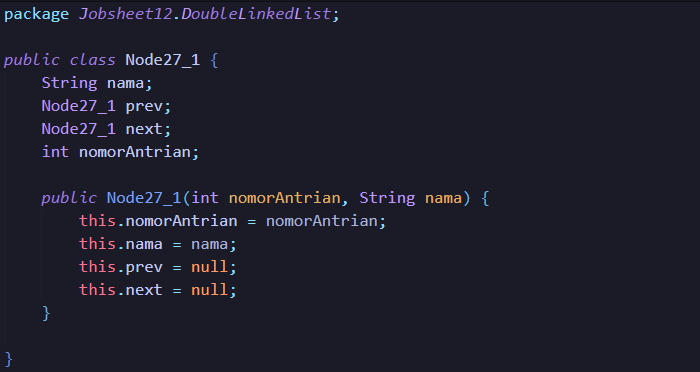 package Jobsheet12.DoubleLinkedList;
public class Node27_1 {
String nama;
Node27_1 prev;
Node27_1 next;
int nomorAntrian;
public Node27_1(int nomorAntrian, String nama) {
this.nomorAntrian = nomorAntrian;
this.nama = nama;
this.prev = null;
this.next = null;
}
}